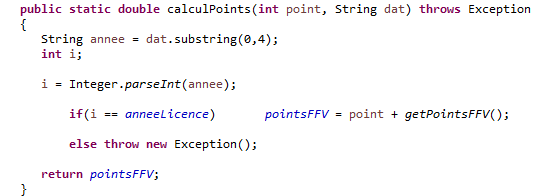 public static double calculPoints(int point, String dat) throws Exception
{
String annee = dat.substring(0,4);
int i;
i = Integer.parseInt(annee);
if(i == anneeLicence) pointsFFV = point + getPointsFFV();
else throw new Exception();
return pointsFFV;
}